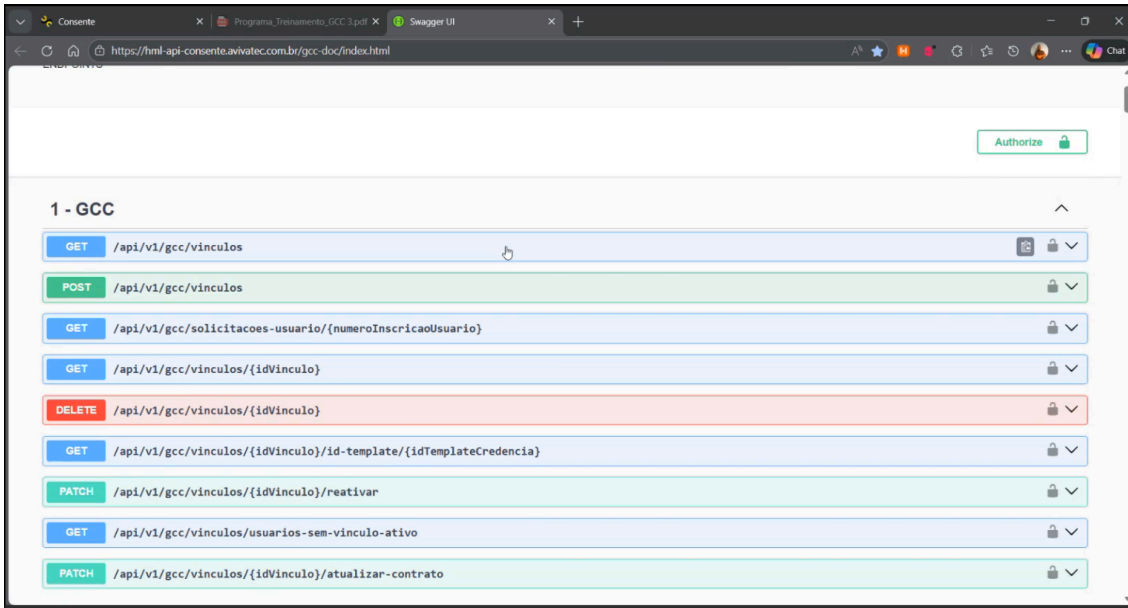 Consente
Programa_Treinamento_GCC 3.pdf
Swagger UI
https://hml-api-consente.avivatec.com.br/gcc-doc/index.html
Chat
ENDPOINTS
Authorize
1 - GCC
GET /api/v1/gcc/vinculos
POST /api/v1/gcc/vinculos
GET /api/v1/gcc/solicitacoes-usuario/{numeroInscricaoUsuario}
GET /api/v1/gcc/vinculos/{idVinculo}
DELETE /api/v1/gcc/vinculos/{idVinculo}
GET /api/v1/gcc/vinculos/{idVinculo}/id-template/{idTemplateCredencia}
PATCH /api/v1/gcc/vinculos/{idVinculo}/reativar
GET /api/v1/gcc/vinculos/usuarios-sem-vinculo-ativo
PATCH /api/v1/gcc/vinculos/{idVinculo}/atualizar-contrato